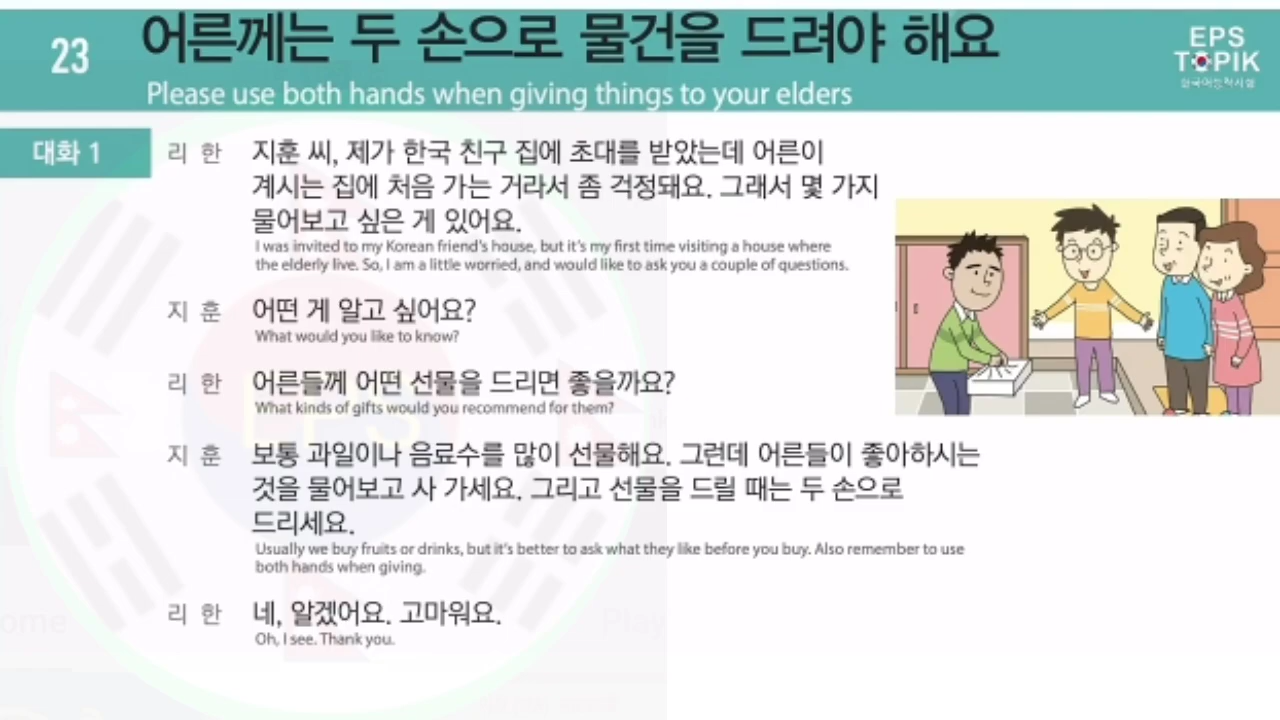 23
어른께는 두 손으로 물건을 드려야 해요
Please use both hands when giving things to your elders
EPS
TOPIK
한국어능력시험
대화 1
리 한 지훈 씨, 제가 한국 친구 집에 초대를 받았는데 어른이
계시는 집에 처음 가는 거라서 좀 걱정돼요. 그래서 몇 가지
물어보고 싶은 게 있어요.
I was invited to my Korean friend's house, but it's my first time visiting a house where
the elderly live. So, I am a little worried, and would like to ask you a couple of questions.
지 훈 어떤 게 알고 싶어요?
What would you like to know?
리 한 어른들께 어떤 선물을 드리면 좋을까요?
What kinds of gifts would you recommend for them?
지 훈 보통 과일이나 음료수를 많이 선물해요. 그런데 어른들이 좋아하시는
것을 물어보고 사 가세요. 그리고 선물을 드릴 때는 두 손으로
드리세요.
Usually we buy fruits or drinks, but it's better to ask what they like before you buy. Also remember to use
both hands when giving.
리 한 네, 알겠어요. 고마워요.
Oh, I see. Thank you.
EPS
ome
Play